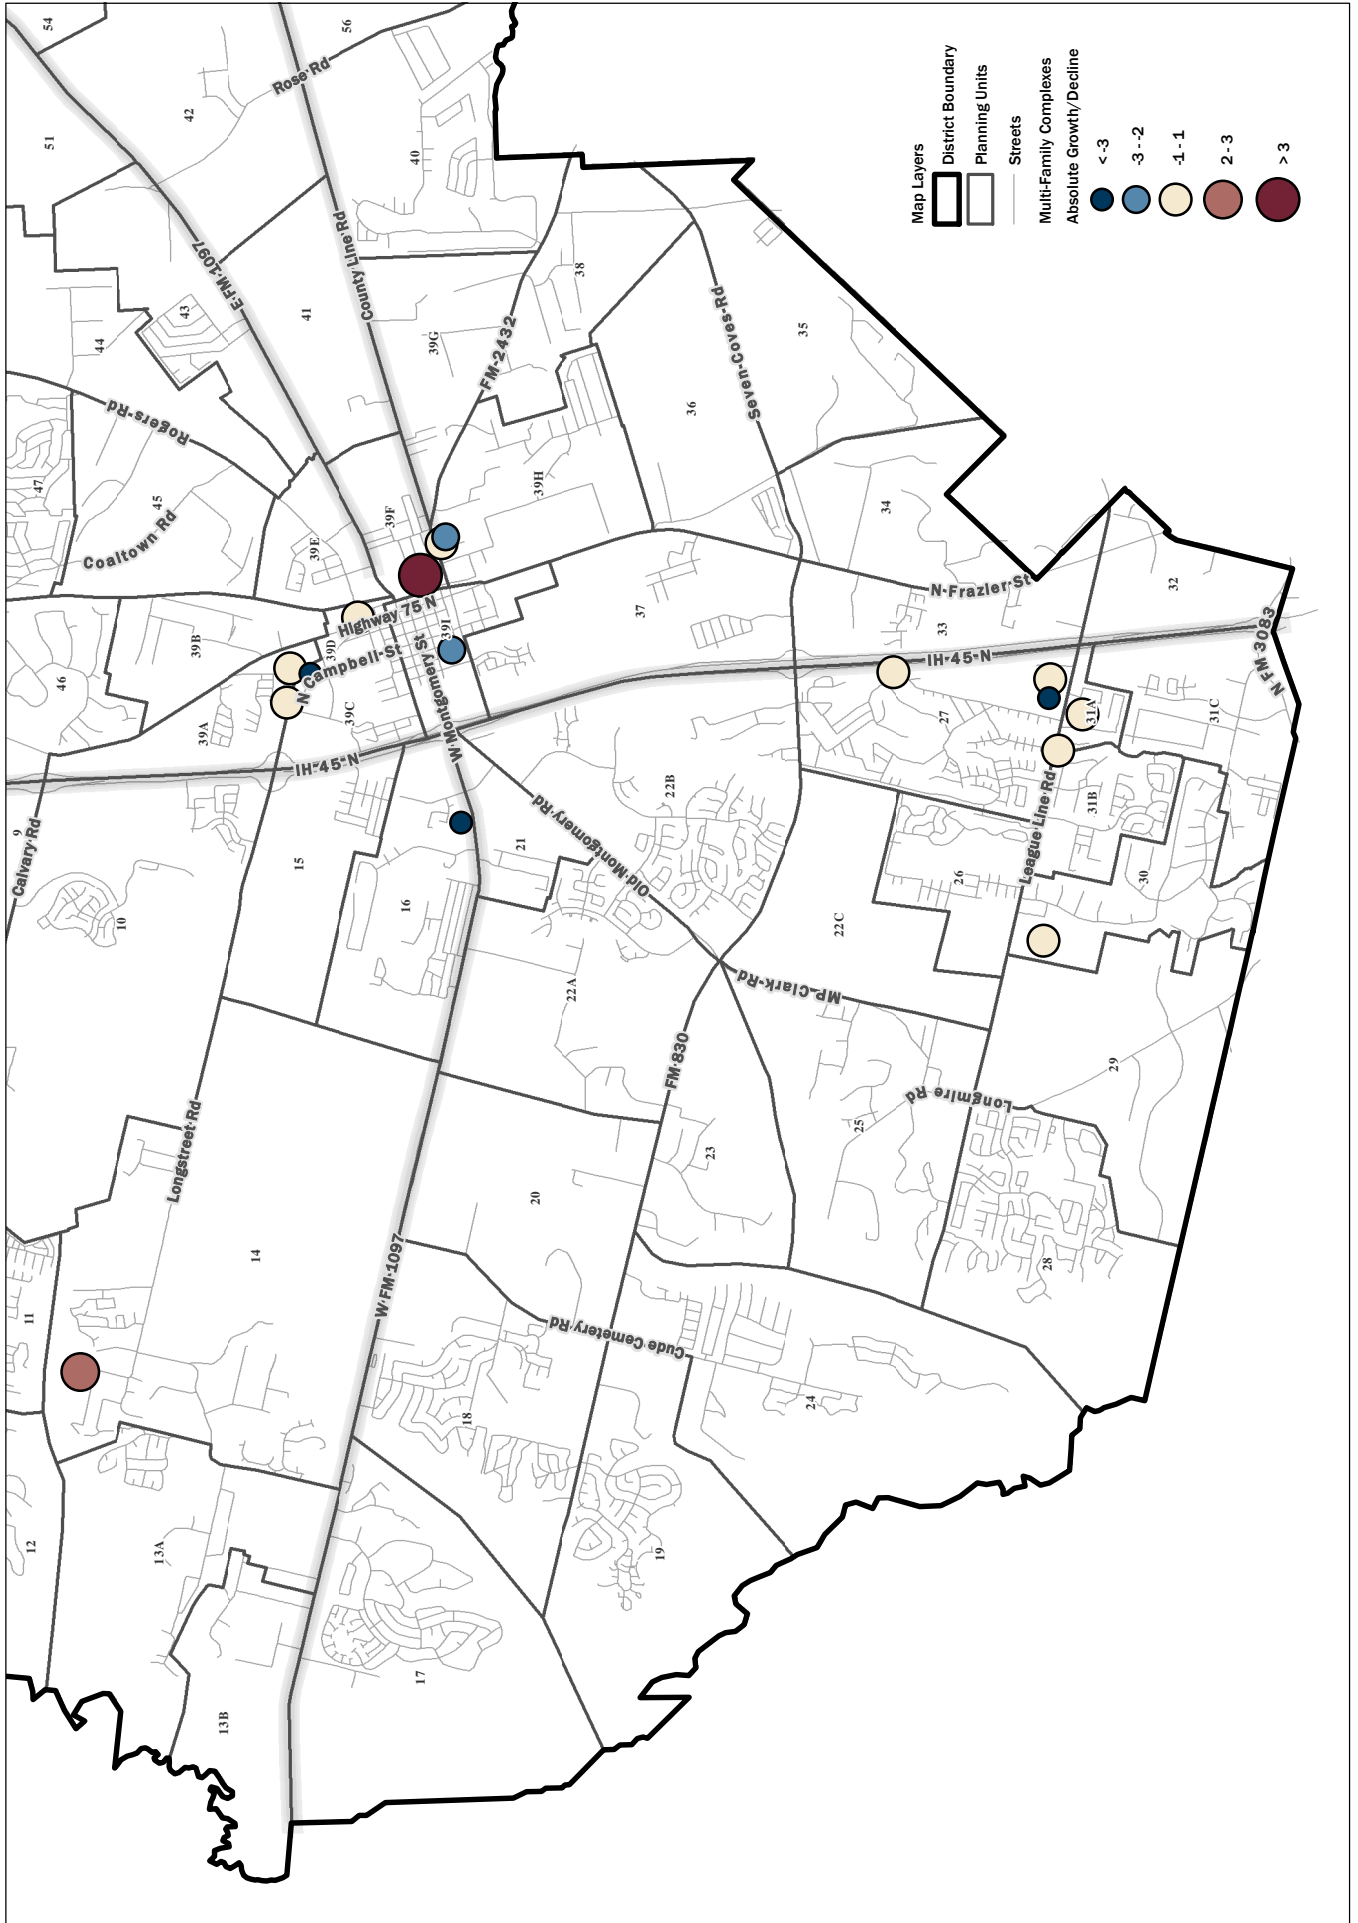 54
56
51
42
Rose Rd
40
E FM 1097
41
County Line Rd
43
44
39G
38
FM-2432
Seven-Coves-Rd
35
36
Rogers-Rd
47
45
Coaltown Rd
39E
39F
39H
34
N-Frazier-St
32
33
IH-45-N
N FM 3083
37
39B
46
39D
Highway 75 N
N Campbell-St
39I
W Montgomery St
39C
39A
IH-45-N
27
31A
31C
31B
League Line Rd
30
26
22B
Old Montgomery Rd
21
15
16
9
Calvary Rd
10
22C
22A
MP-Clark-Rd
FM-830
29
Longmire Rd
25
23
20
Longstreet Rd
14
W FM-1097
11
28
Cude Cemetery Rd
24
18
19
12
13A
17
13B
Map Layers
District Boundary
Planning Units
Streets
Multi-Family Complexes
Absolute Growth/Decline
< -3
-3 - -2
-1 - 1
2 - 3
> 3